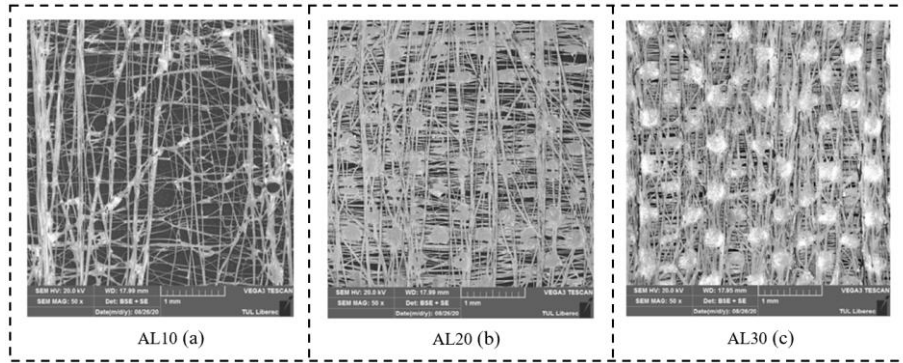 SEM HV: 20.0 kV WD: 17.99 mm VEGA3 TESCAN
SEM MAG: 50 x Det: BSE + SE 1 mm
Date(m/d/y): 08/26/20 TUL Liberec
AL10 (a)
SEM HV: 20.0 kV WD: 17.99 mm VEGA3 TESCAN
SEM MAG: 50 x Det: BSE + SE 1 mm
Date(m/d/y): 08/26/20 TUL Liberec
AL20 (b)
SEM HV: 20.0 kV WD: 17.95 mm VEGA3 TESCAN
SEM MAG: 50 x Det: BSE + SE 1 mm
Date(m/d/y): 08/26/20 TUL Liberec
AL30 (c)